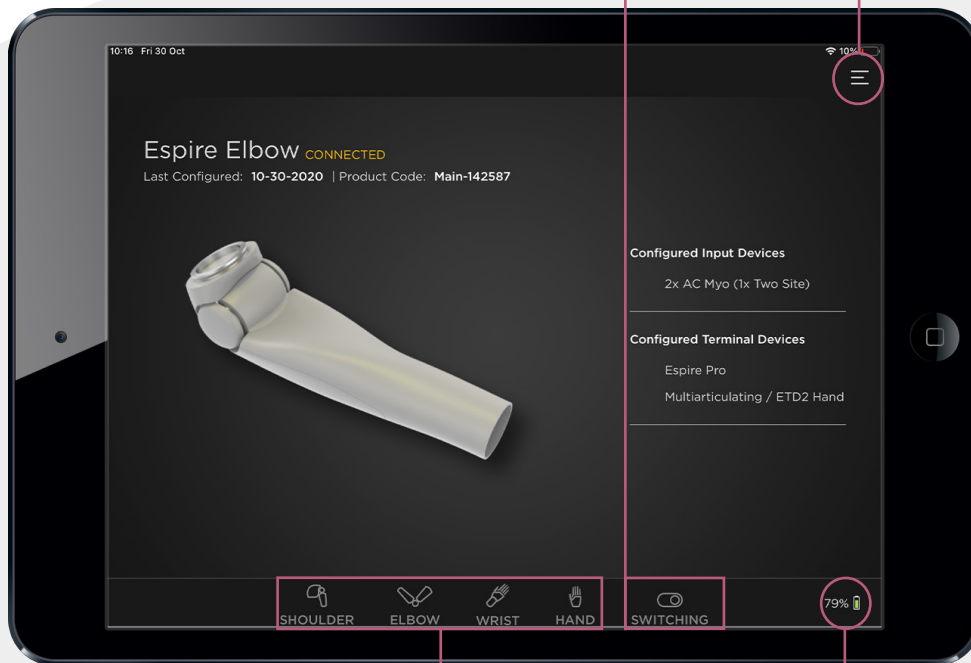 10:16 Fri 30 Oct
10%
Espire Elbow CONNECTED
Last Configured: 10-30-2020 | Product Code: Main-142587
Configured Input Devices
2x AC Myo (1x Two Site)
Configured Terminal Devices
Espire Pro
Multiarticulating / ETD2 Hand
SHOULDER ELBOW WRIST HAND SWITCHING
79%